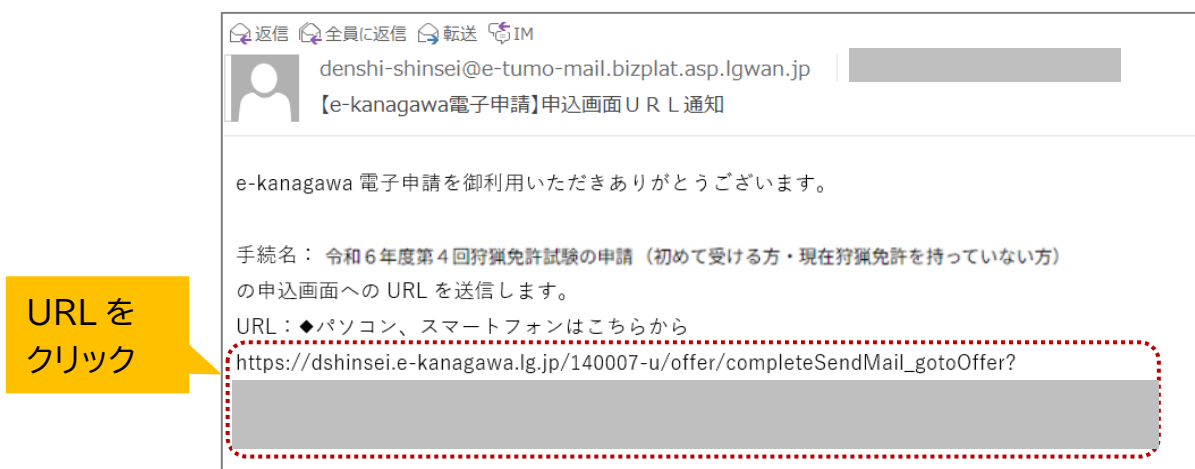 返信 全員に返信 転送 IM
denshi-shinsei@e-tumo-mail.bizplat.asp.lgwan.jp
【e-kanagawa電子申請】申込画面ＵＲＬ通知
e-kanagawa 電子申請を御利用いただきありがとうございます。
手続名： 令和６年度第４回狩猟免許試験の申請（初めて受ける方・現在狩猟免許を持っていない方）
の申込画面への URL を送信します。
URL：◆パソコン、スマートフォンはこちらから
https://dshinsei.e-kanagawa.lg.jp/140007-u/offer/completeSendMail_gotoOffer?
URL を
クリック